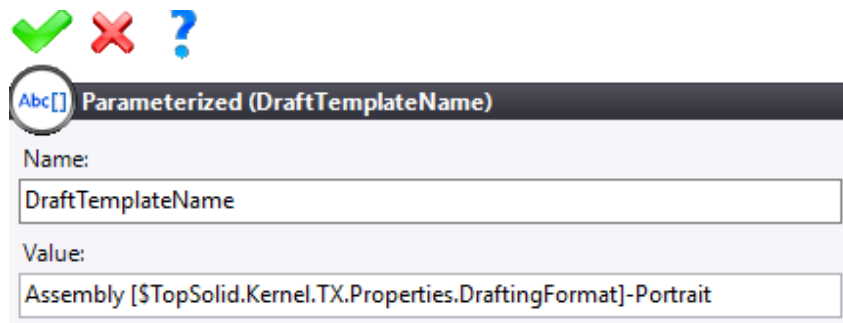 ?
Abc[] Parameterized (DraftTemplateName)
Name:
DraftTemplateName
Value:
Assembly [$TopSolid.Kernel.TX.Properties.DraftingFormat]-Portrait